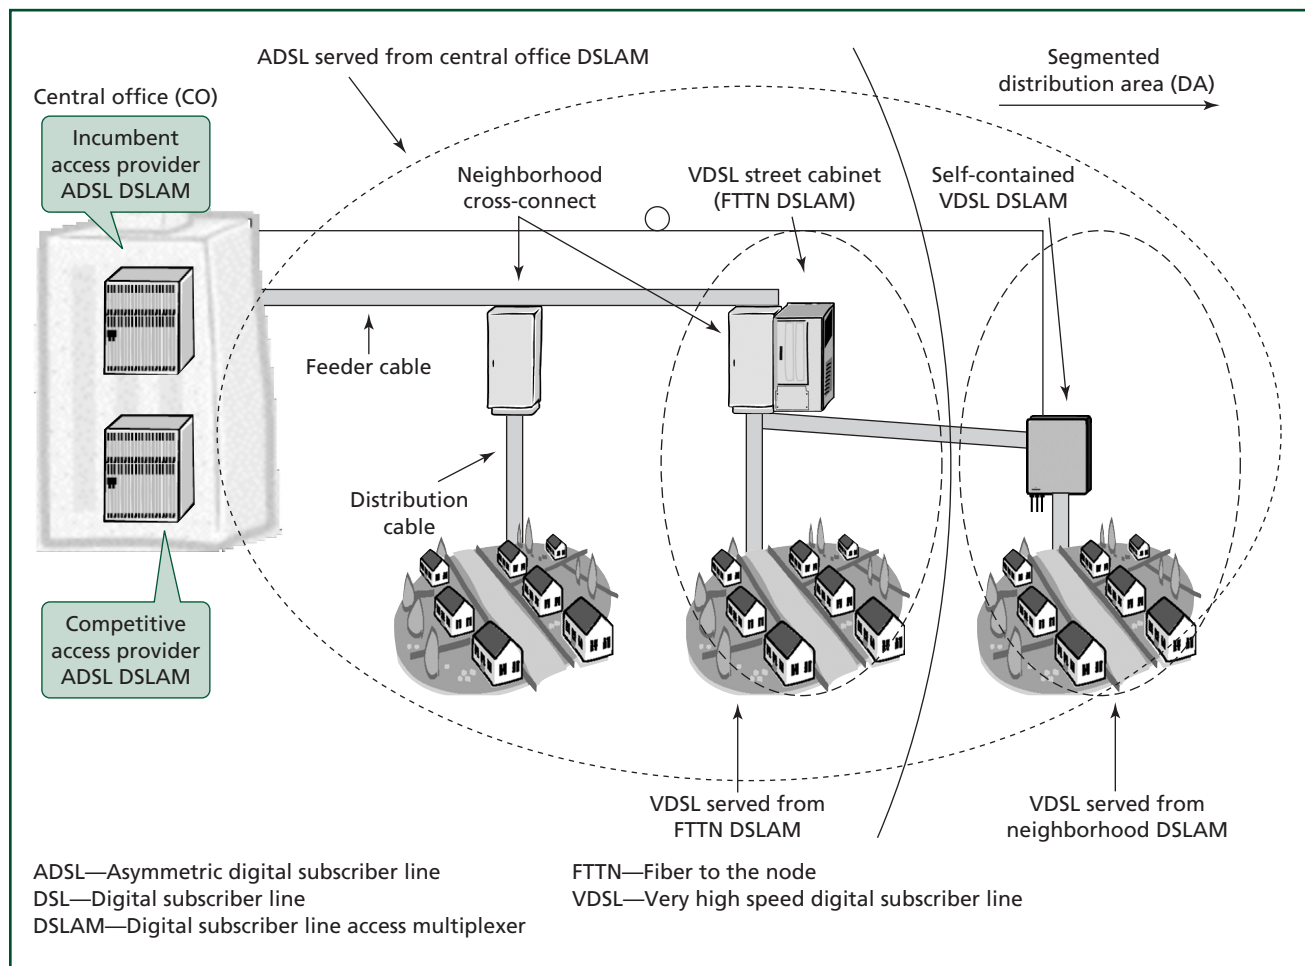 ADSL served from central office DSLAM
Segmented
distribution area (DA)
Central office (CO)
Incumbent
access provider
ADSL DSLAM
Neighborhood
cross-connect
VDSL street cabinet
(FTTN DSLAM)
Self-contained
VDSL DSLAM
Feeder cable
Distribution
cable
Competitive
access provider
ADSL DSLAM
VDSL served from
FTTN DSLAM
VDSL served from
neighborhood DSLAM
ADSL—Asymmetric digital subscriber line
DSL—Digital subscriber line
DSLAM—Digital subscriber line access multiplexer
FTTN—Fiber to the node
VDSL—Very high speed digital subscriber line